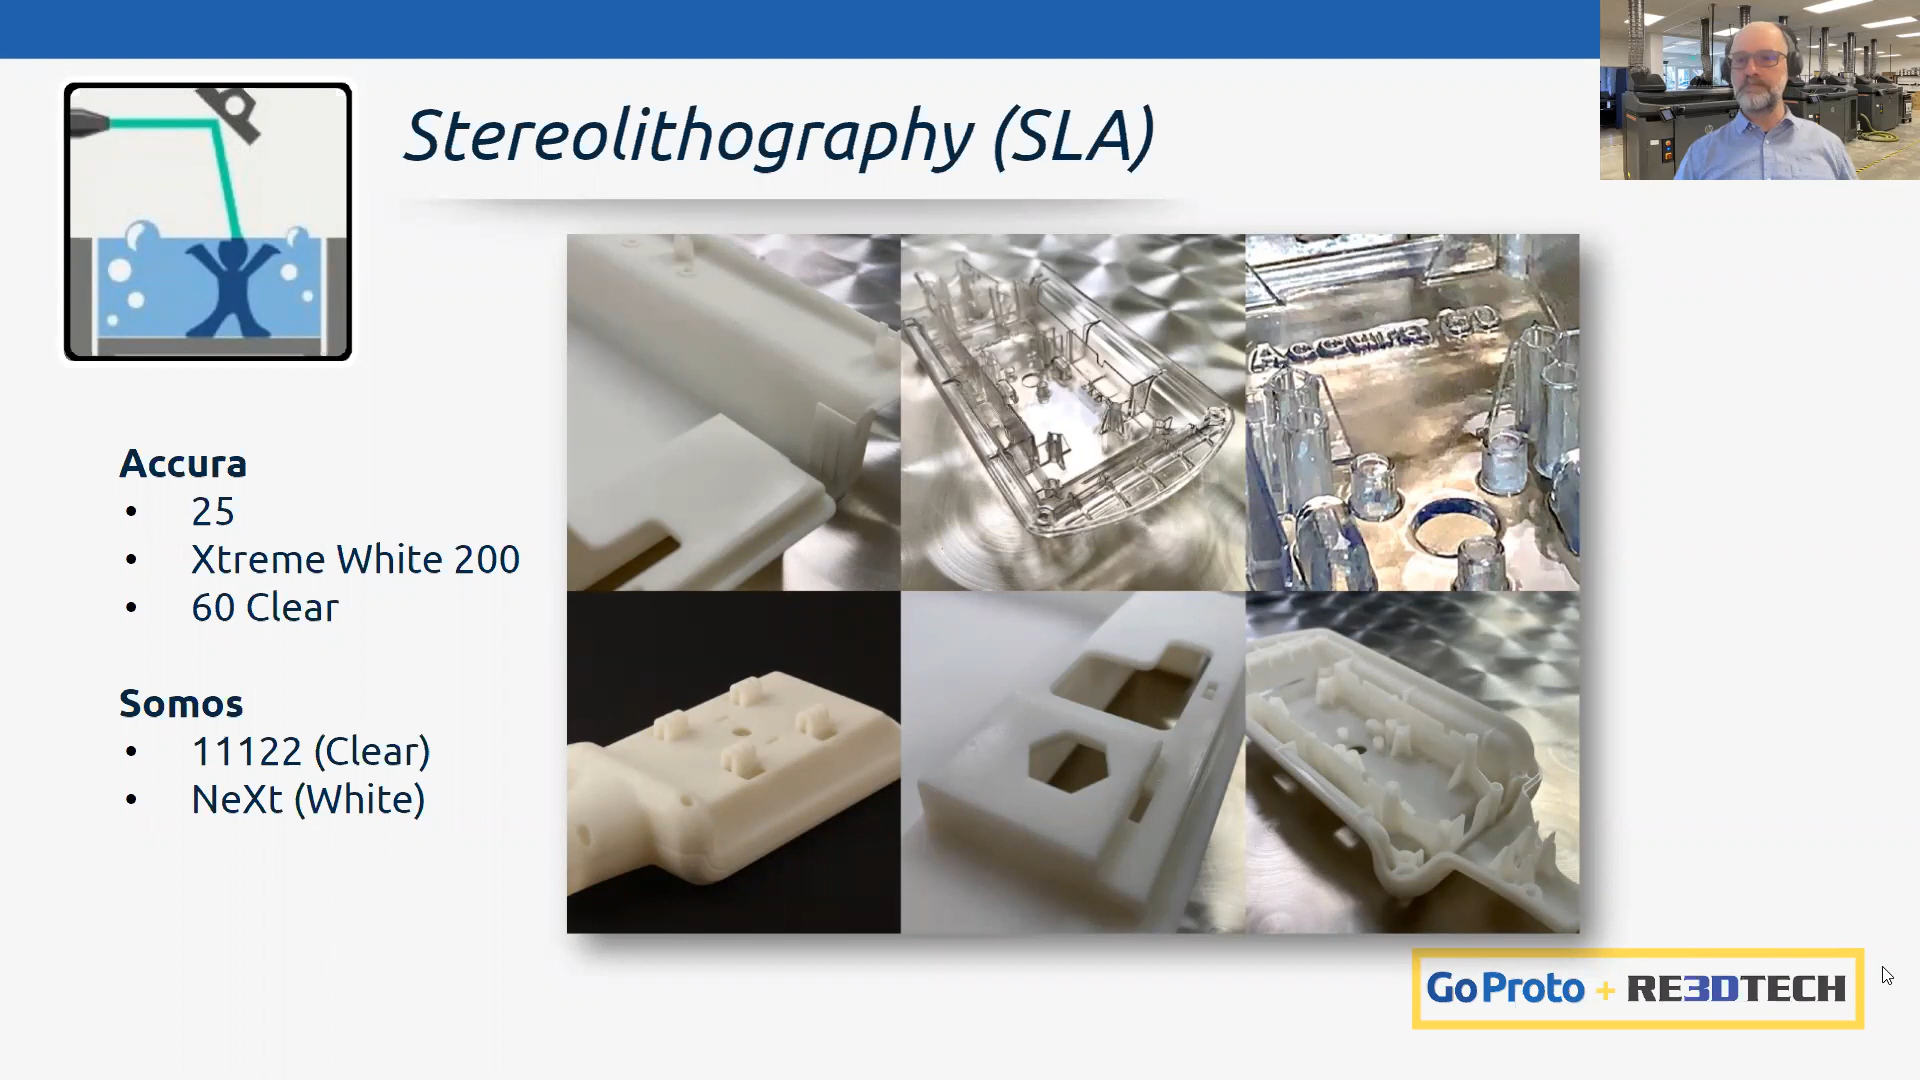 Stereolithography (SLA)
Accura
• 25
• Xtreme White 200
• 60 Clear
Somos
• 11122 (Clear)
• NeXt (White)
Accura 60
GoProto + RE3DTECH